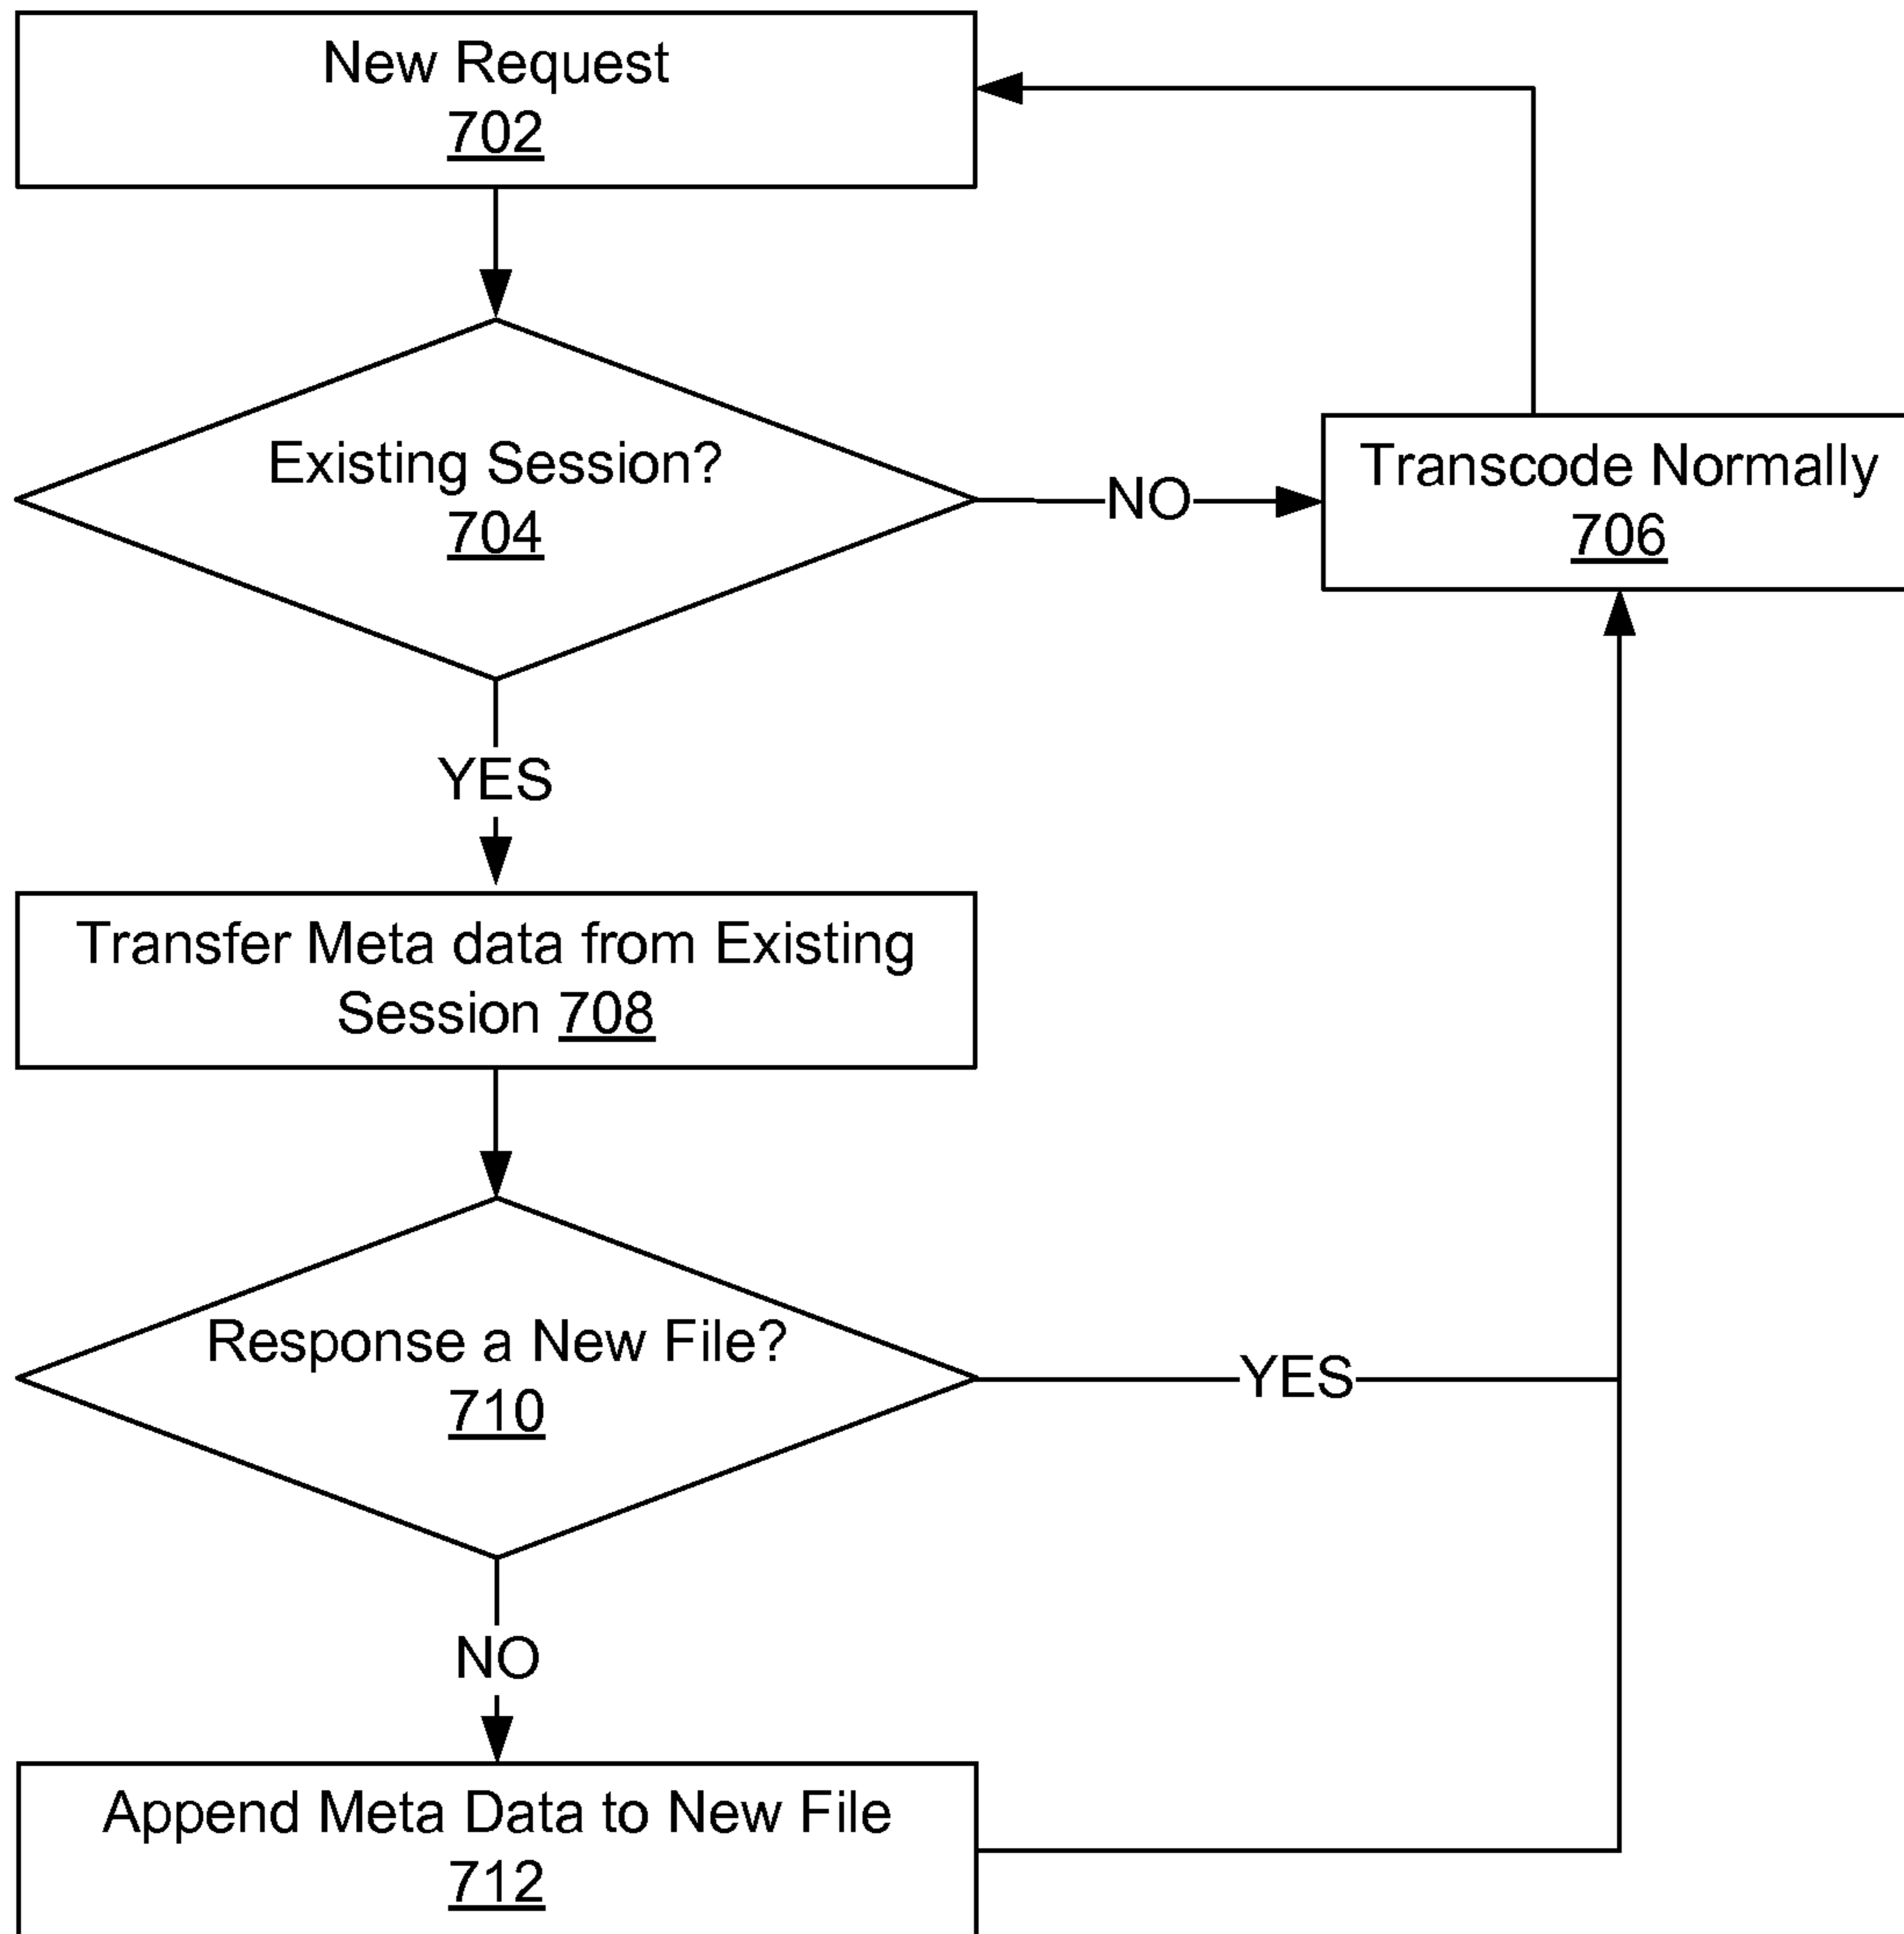 New Request
702
Existing Session?
704
NO
Transcode Normally
706
YES
Transfer Meta data from Existing
Session 708
Response a New File?
710
YES
NO
Append Meta Data to New File
712